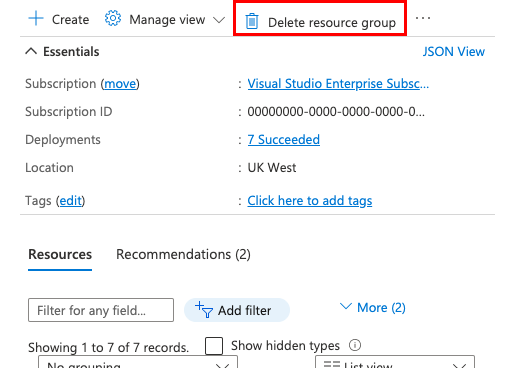 Create Manage view Delete resource group ...
Essentials JSON View
Subscription (move) : Visual Studio Enterprise Subsc...
Subscription ID : 00000000-0000-0000-0000-0...
Deployments : 7 Succeeded
Location : UK West
Tags (edit) : Click here to add tags
Resources Recommendations (2)
Filter for any field... Add filter More (2)
Showing 1 to 7 of 7 records. Show hidden types
No grouping List view